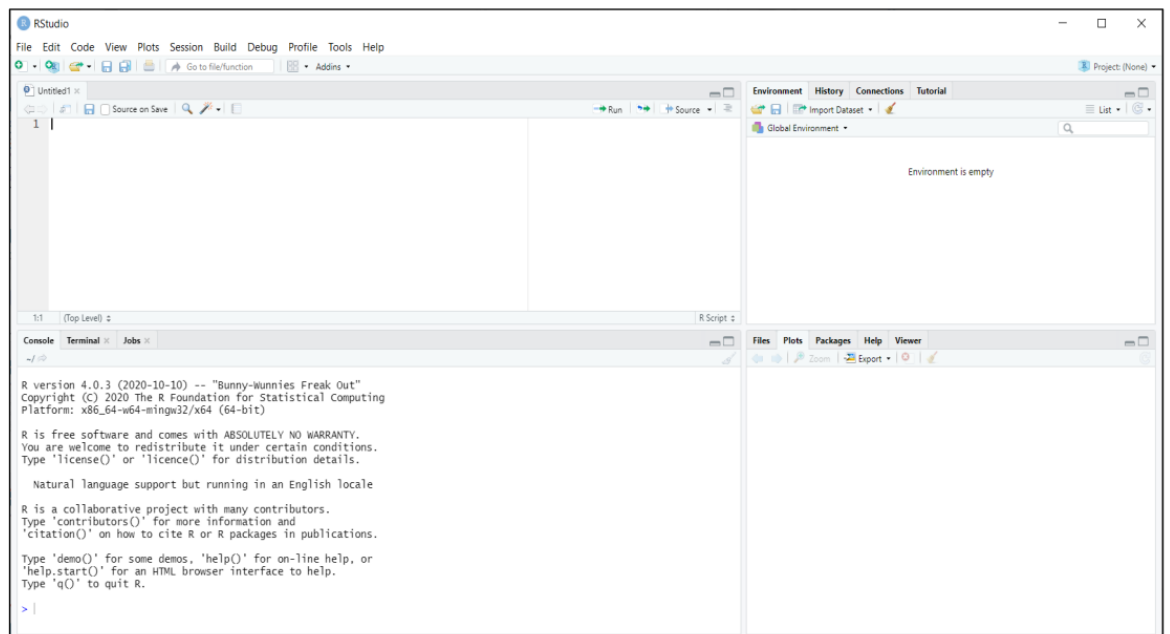 RStudio
File Edit Code View Plots Session Build Debug Profile Tools Help
Go to file/function Addins Project: (None)
Untitled1
Source on Save Run Source
1
1:1 (Top Level) R Script
Console Terminal Jobs
~/
R version 4.0.3 (2020-10-10) -- "Bunny-Wunnies Freak Out"
Copyright (C) 2020 The R Foundation for Statistical Computing
Platform: x86_64-w64-mingw32/x64 (64-bit)
R is free software and comes with ABSOLUTELY NO WARRANTY.
You are welcome to redistribute it under certain conditions.
Type 'license()' or 'licence()' for distribution details.
Natural language support but running in an English locale
R is a collaborative project with many contributors.
Type 'contributors()' for more information and
'citation()' on how to cite R or R packages in publications.
Type 'demo()' for some demos, 'help()' for on-line help, or
'help.start()' for an HTML browser interface to help.
Type 'q()' to quit R.
>
Environment History Connections Tutorial
Import Dataset List
Global Environment
Environment is empty
Files Plots Packages Help Viewer
Zoom Export